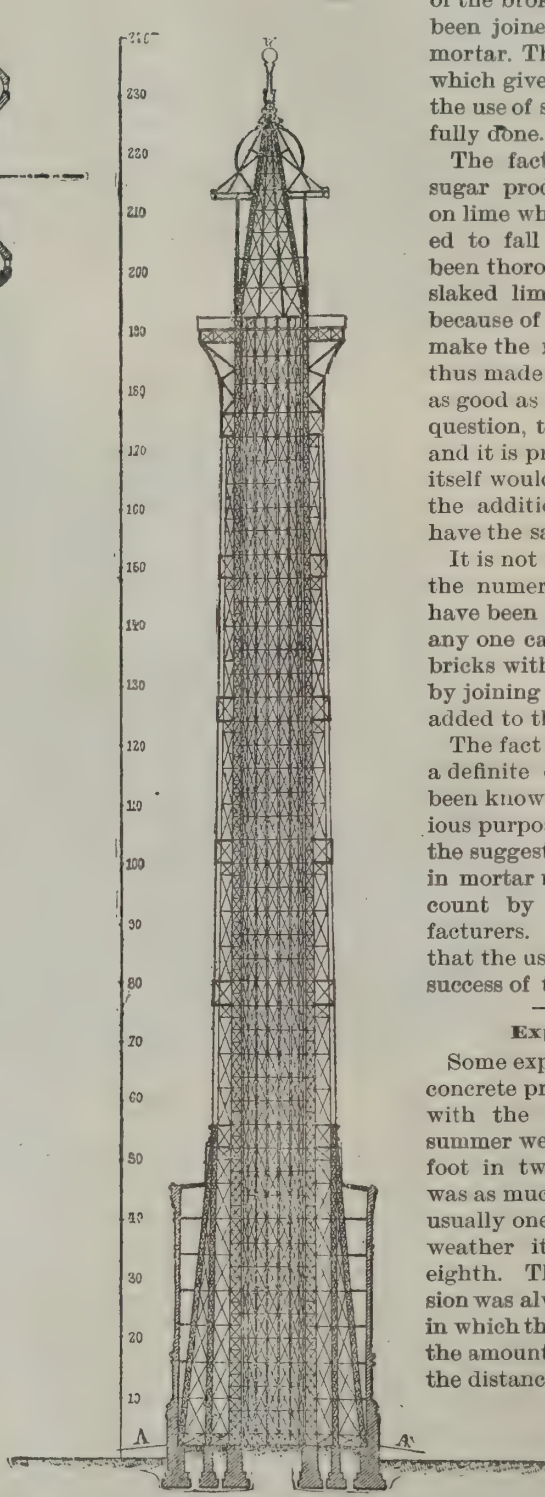 230
220
210
200
190
180
170
160
150
140
130
120
110
100
90
80
70
60
50
40
30
20
10
A A'
been joine
mortar. Th
which give
the use of s
fully done.
The fact
sugar prod
on lime wh
ed to fall
been thoro
slaked lim
because of
make the r
thus made
as good as
question, t
and it is pr
itself would
the additio
have the sa
It is not
the numer
have been
any one ca
bricks with
by joining
added to th
The fact
a definite
been know
ious purpo
the suggest
in mortar
count by
facturers.
that the us
success of t
Exp
Some exp
concrete pr
with the
summer we
foot in tw
was as muc
usually one
weather it
eighth. Th
sion was al
in which th
the amount
the distanc